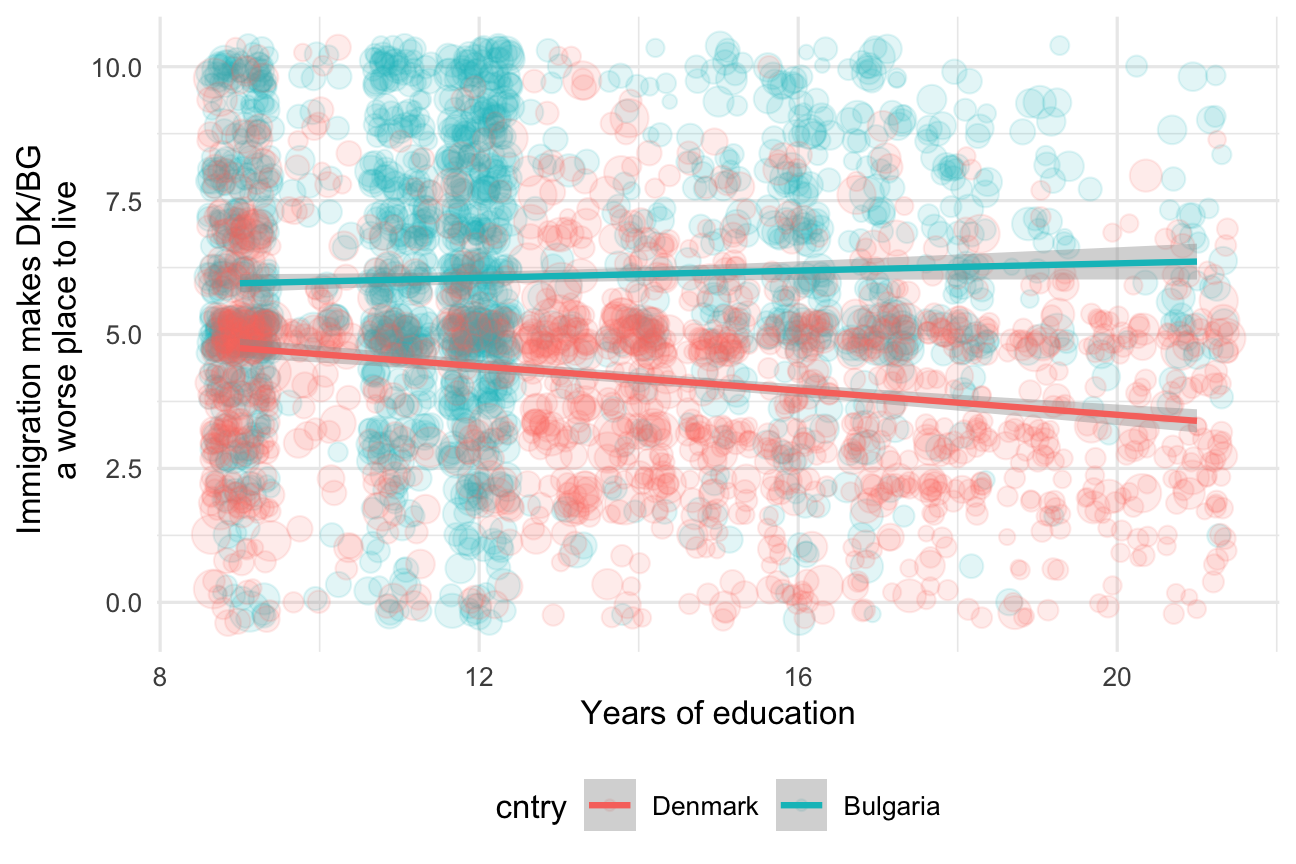 Immigration makes DK/BG
a worse place to live
10.0
7.5
5.0
2.5
0.0
8 12 16 20
Years of education
cntry Denmark Bulgaria